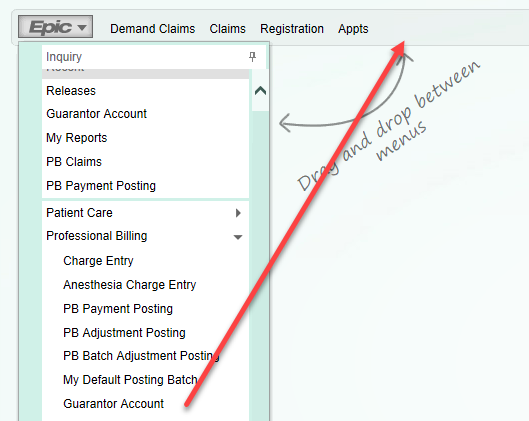 Epic Demand Claims Claims Registration Appts
Inquiry
Recent
Releases
Guarantor Account
My Reports
PB Claims
PB Payment Posting
Patient Care
Professional Billing
Charge Entry
Anesthesia Charge Entry
PB Payment Posting
PB Adjustment Posting
PB Batch Adjustment Posting
My Default Posting Batch
Guarantor Account
Drag and drop between
menus